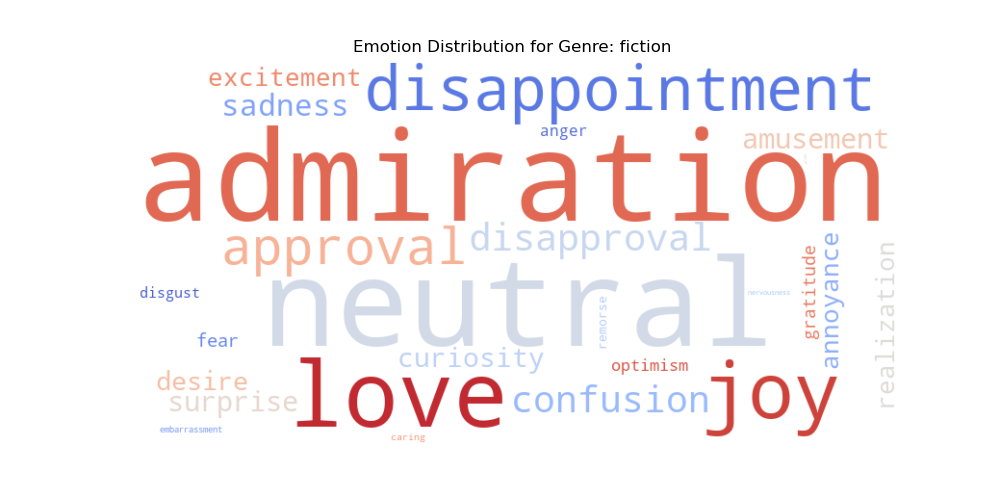 Emotion Distribution for Genre: fiction
excitement
disappointment
sadness
anger
amusement
admiration
approval
disapproval
neutral
gratitude
annoyance
realization
disgust
nervousness
remorse
fear
curiosity
optimism
love
joy
desire
surprise
confusion
embarrassment
caring